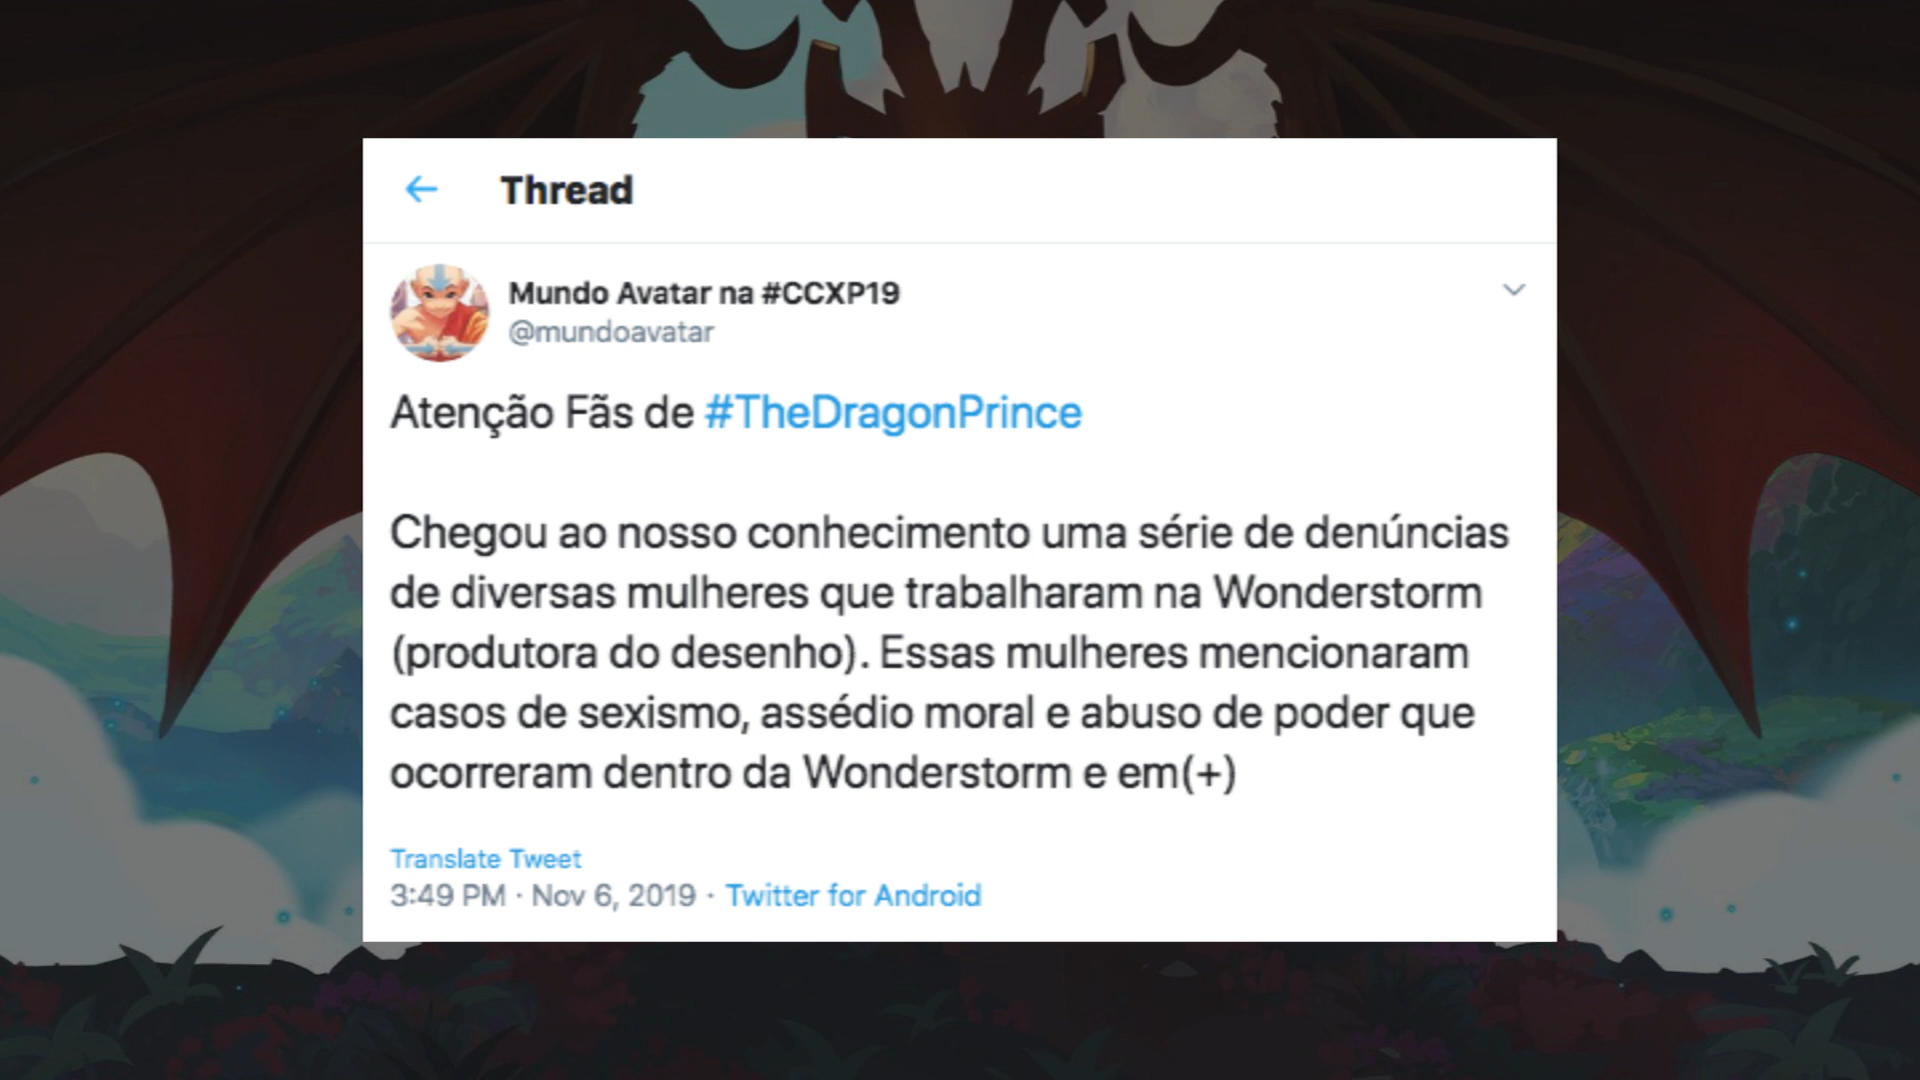 Thread
Mundo Avatar na #CCXP19
@mundoavatar
Atenção Fãs de #TheDragonPrince
Chegou ao nosso conhecimento uma série de denúncias
de diversas mulheres que trabalharam na Wonderstorm
(produtora do desenho). Essas mulheres mencionaram
casos de sexismo, assédio moral e abuso de poder que
ocorreram dentro da Wonderstorm e em(+)
Translate Tweet
3:49 PM · Nov 6, 2019 · Twitter for Android